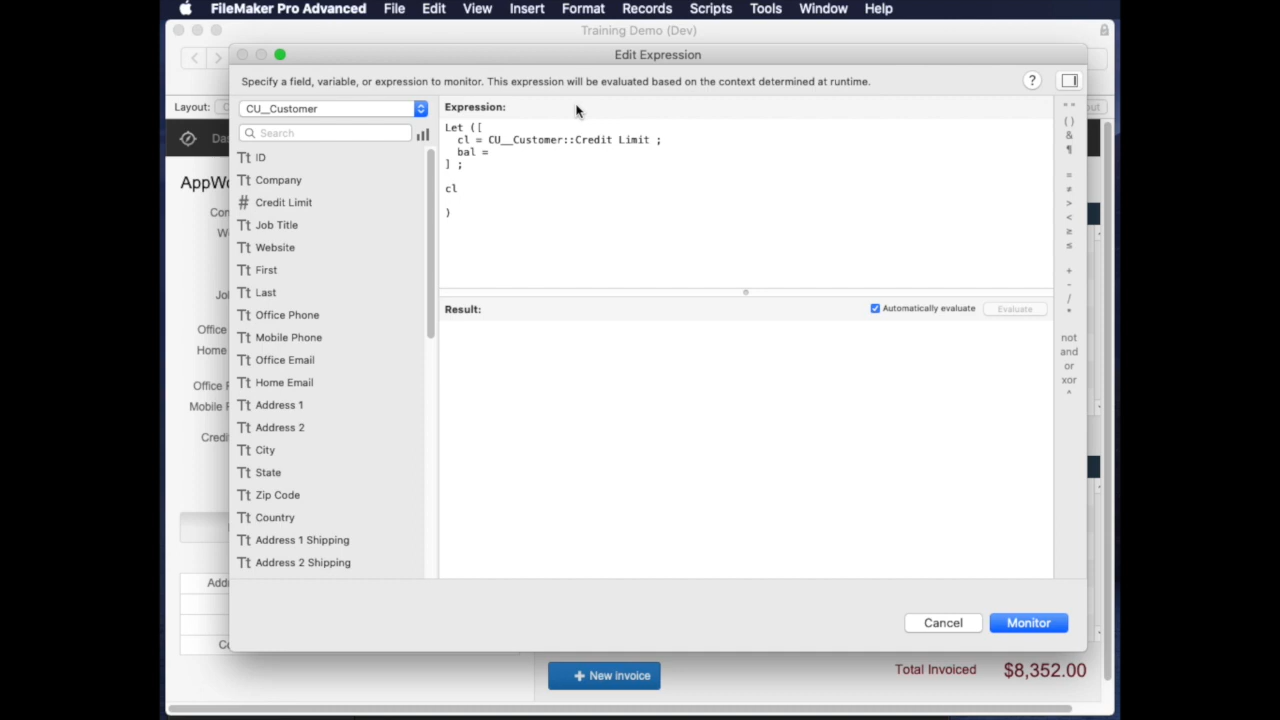 FileMaker Pro Advanced File Edit View Insert Format Records Scripts Tools Window Help
Training Demo (Dev)
Edit Expression
Specify a field, variable, or expression to monitor. This expression will be evaluated based on the context determined at runtime.
?
Layout:
CU__Customer
Search
ID
Company
Credit Limit
Job Title
Website
First
Last
Office Phone
Mobile Phone
Office Email
Home Email
Address 1
Address 2
City
State
Zip Code
Country
Address 1 Shipping
Address 2 Shipping
Expression:
Let ([
cl = CU__Customer::Credit Limit ;
bal =
] ;
cl
)
Result:
Automatically evaluate
Evaluate
" "
( )
&
¶
=
≠
>
<
≥
≤
+
-
/
*
not
and
or
xor
^
Cancel
Monitor
Office
Home
Office
Mobile
+ New invoice
Total Invoiced $8,352.00